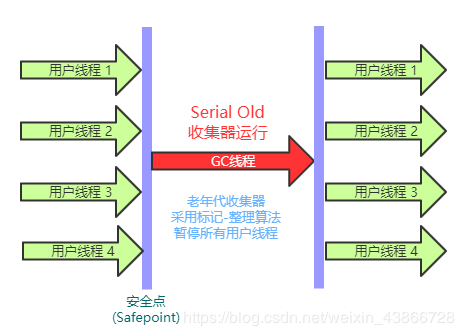 用户线程 1
用户线程 1
Serial Old
收集器运行
用户线程 2
用户线程 2
GC线程
用户线程 3
用户线程 3
老年代收集器
采用标记-整理算法
暂停所有用户线程
用户线程 4
用户线程 4
安全点
(Safepoint)
https://blog.csdn.net/weixin_43866728